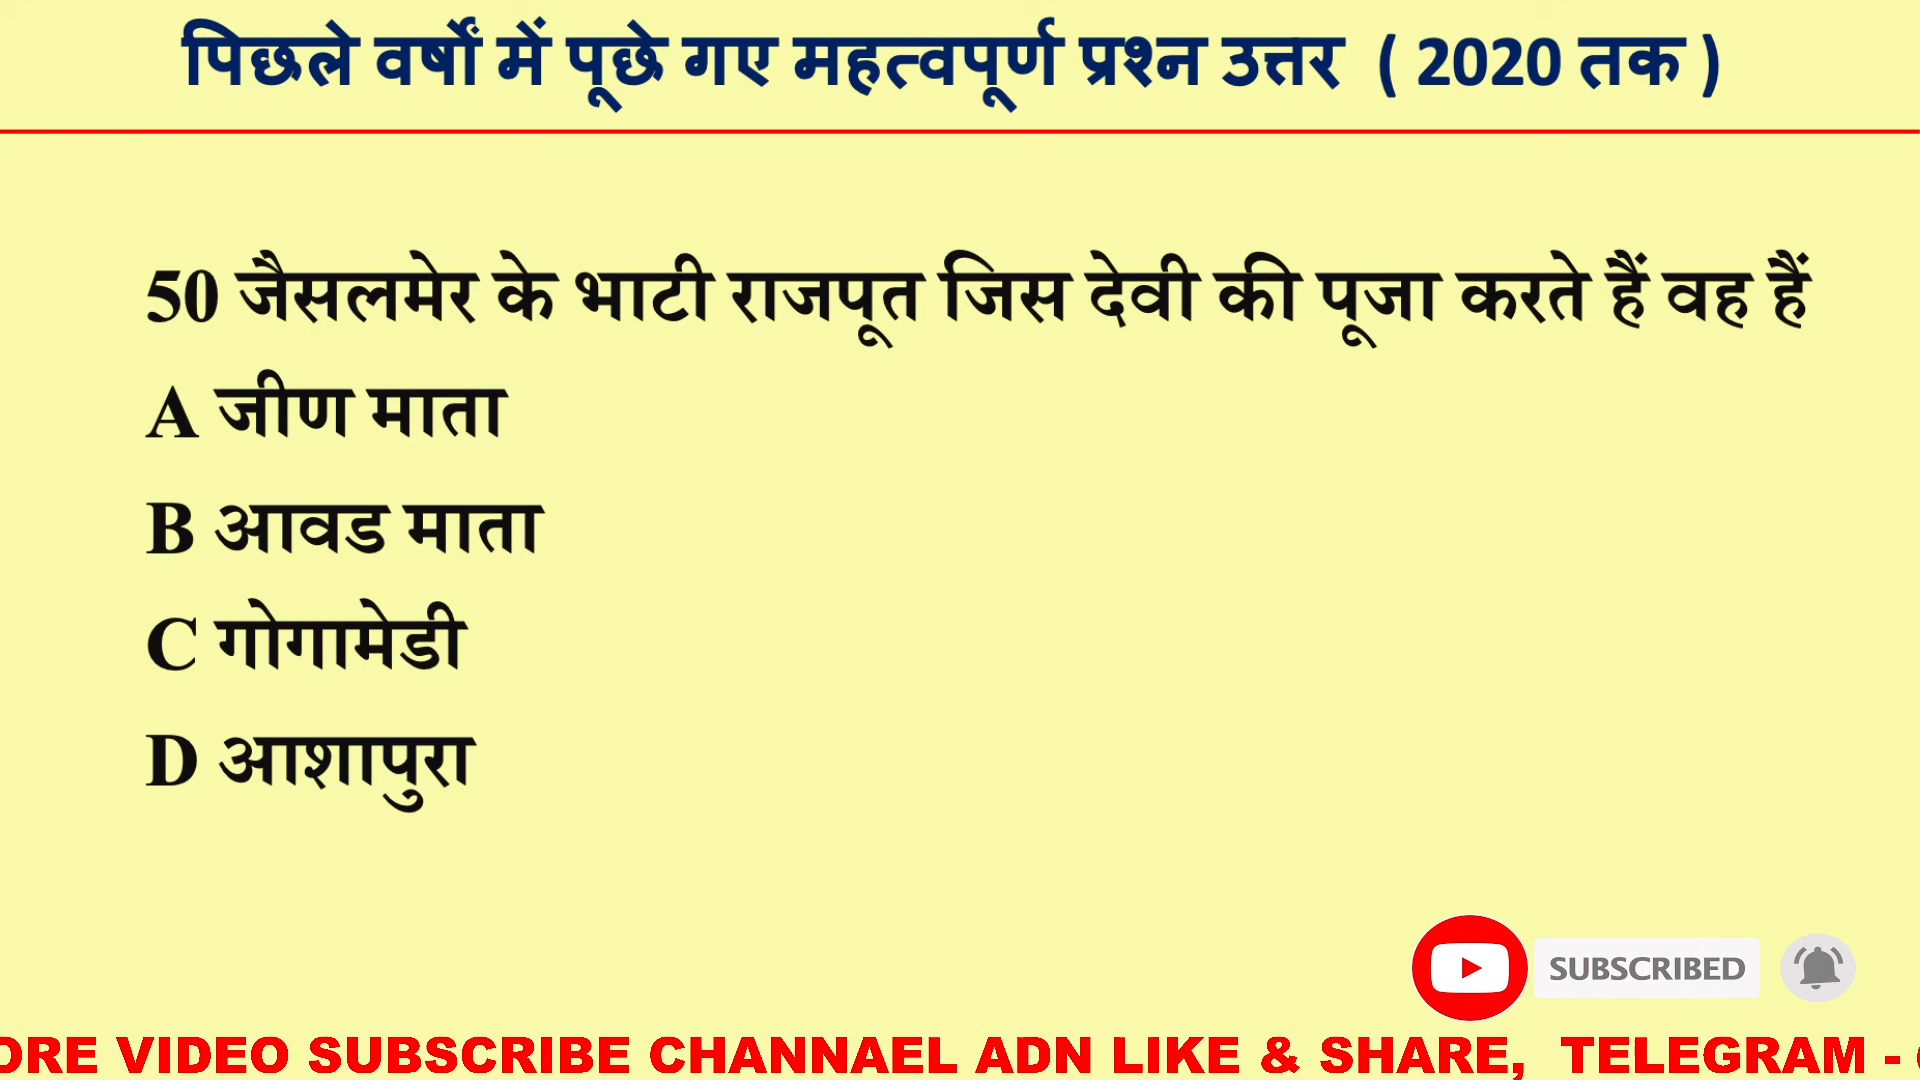 पिछले वर्षों में पूछे गए महत्वपूर्ण प्रश्न उत्तर ( 2020 तक )
50 जैसलमेर के भाटी राजपूत जिस देवी की पूजा करते हैं वह हैं
A जीण माता
B आवड माता
C गोगामेडी
D आशापुरा
SUBSCRIBED
ORE VIDEO SUBSCRIBE CHANNAEL ADN LIKE & SHARE, TELEGRAM -